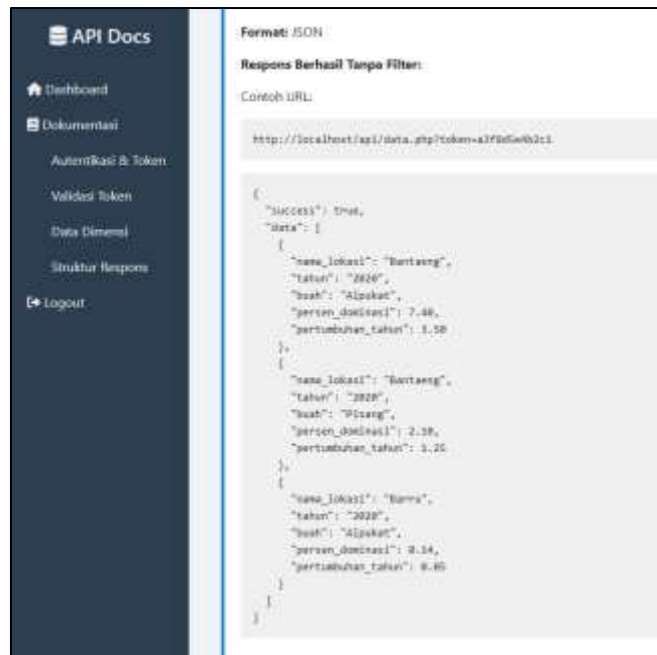 API Docs
Dashboard
Dokumentasi
Autentikasi & Token
Validasi Token
Data Dimensi
Struktur Respons
Logout
Format: JSON
Respons Berhasil Tanpa Filter:
Contoh URL:
{
"success": true,
"data": [
{
"nama_lokasi": "Bantaeng",
"tahun": "2020",
"buah": "Alpukat",
"persen_dominasi": 7.40,
"pertumbuhan_tahun": 3.50
},
{
"nama_lokasi": "Bantaeng",
"tahun": "2020",
"buah": "Pisang",
"persen_dominasi": 2.10,
"pertumbuhan_tahun": 1.25
},
{
"nama_lokasi": "Barru",
"tahun": "2020",
"buah": "Alpukat",
"persen_dominasi": 0.14,
"pertumbuhan_tahun": 0.05
}
]
}